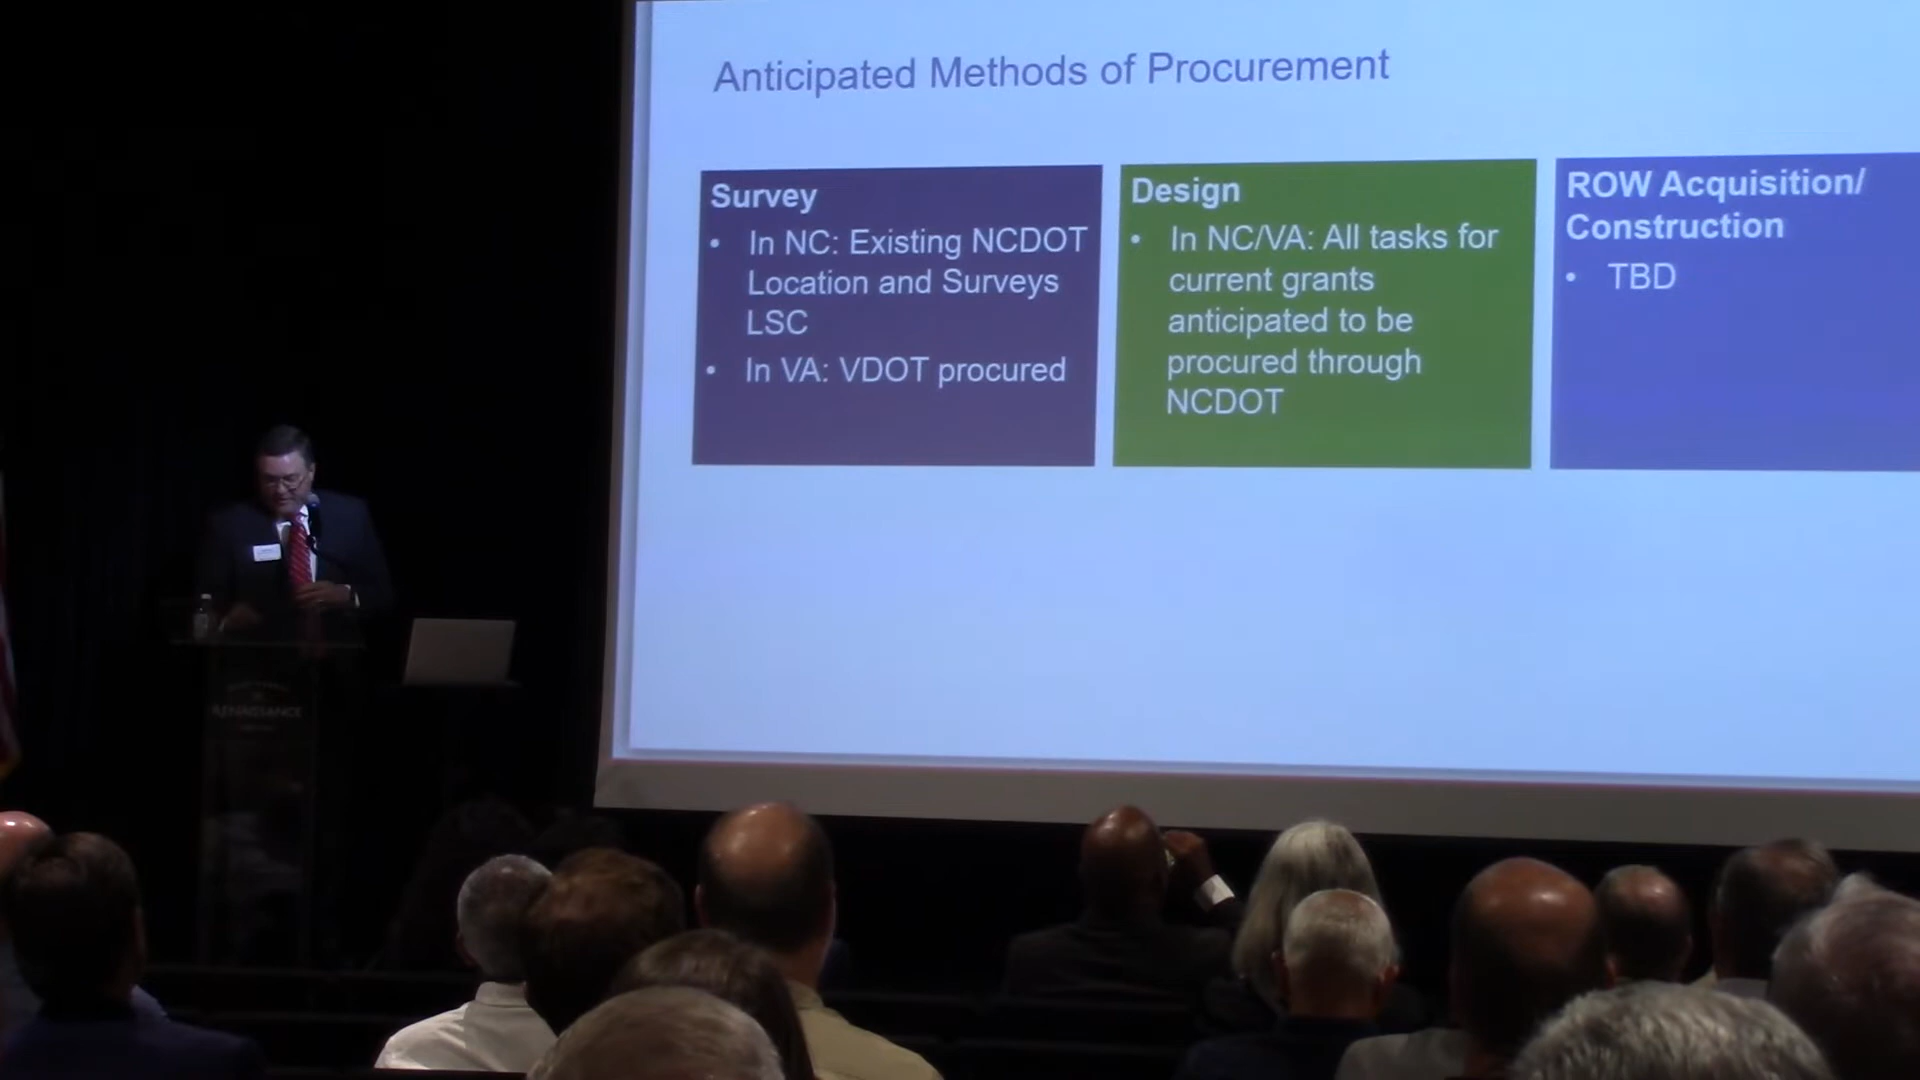 Anticipated Methods of Procurement
Survey
• In NC: Existing NCDOT
Location and Surveys
LSC
• In VA: VDOT procured
Design
• In NC/VA: All tasks for
current grants
anticipated to be
procured through
NCDOT
ROW Acquisition/
Construction
• TBD
RENAISSANCE